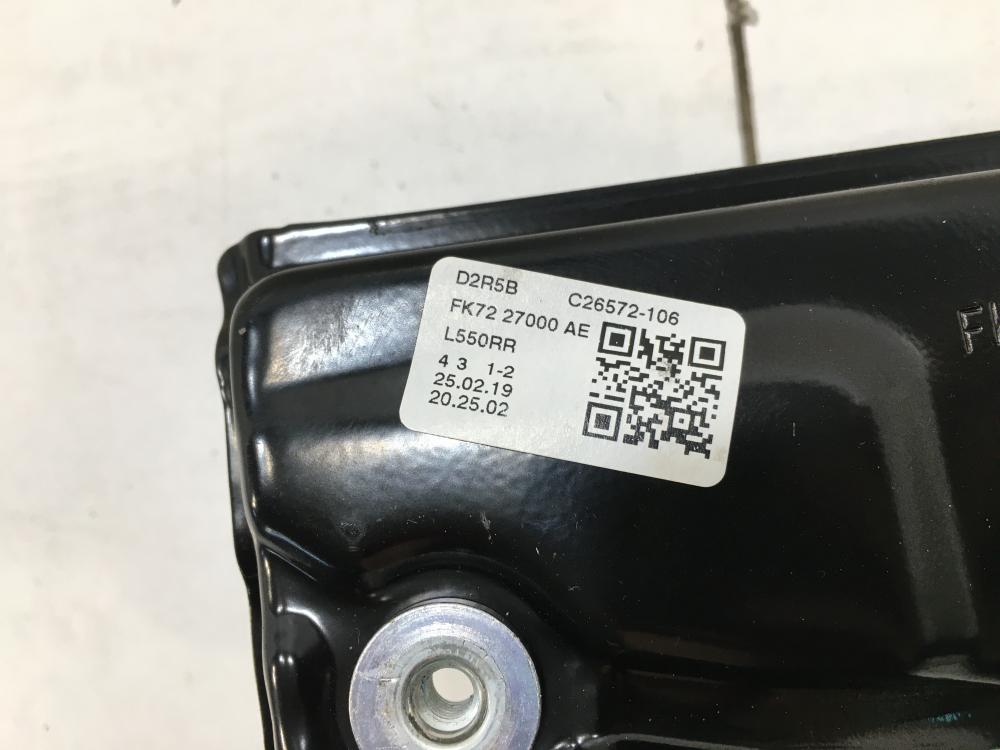 D2R5B C26572-106
FK72 27000 AE
L550RR
4 3 1-2
25.02.19
20.25.02